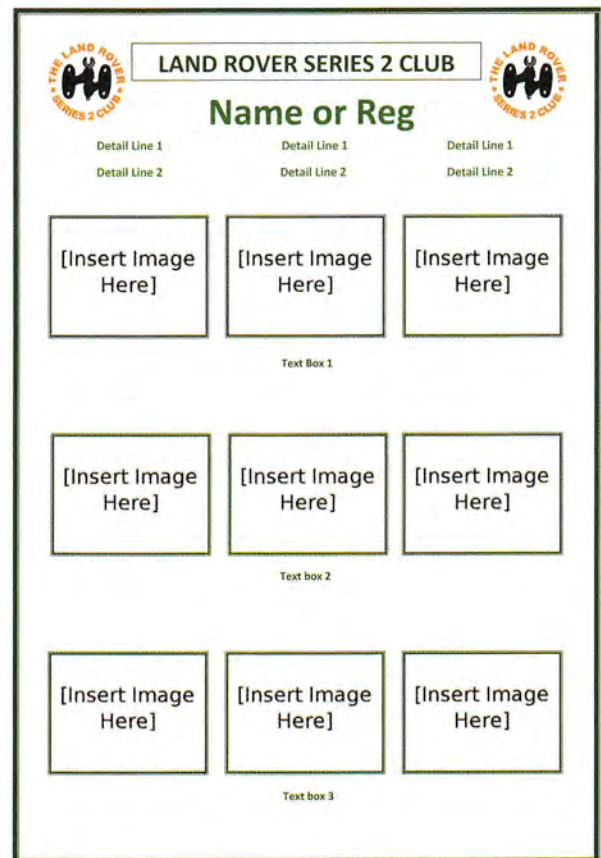 THE LAND ROVER
SERIES 2 CLUB
LAND ROVER SERIES 2 CLUB
THE LAND ROVER
SERIES 2 CLUB
Name or Reg
Detail Line 1 Detail Line 1 Detail Line 1
Detail Line 2 Detail Line 2 Detail Line 2
[Insert Image [Insert Image [Insert Image
Here] Here] Here]
Text Box 1
[Insert Image [Insert Image [Insert Image
Here] Here] Here]
Text box 2
[Insert Image [Insert Image [Insert Image
Here] Here] Here]
Text box 3